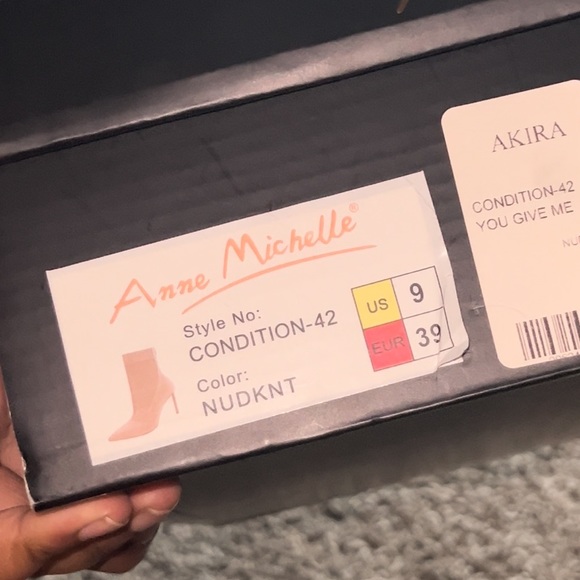 Anne Michelle®
Style No:
CONDITION-42
Color:
NUDKNT
US 9
EUR 39
AKIRA
CONDITION-42
YOU GIVE ME